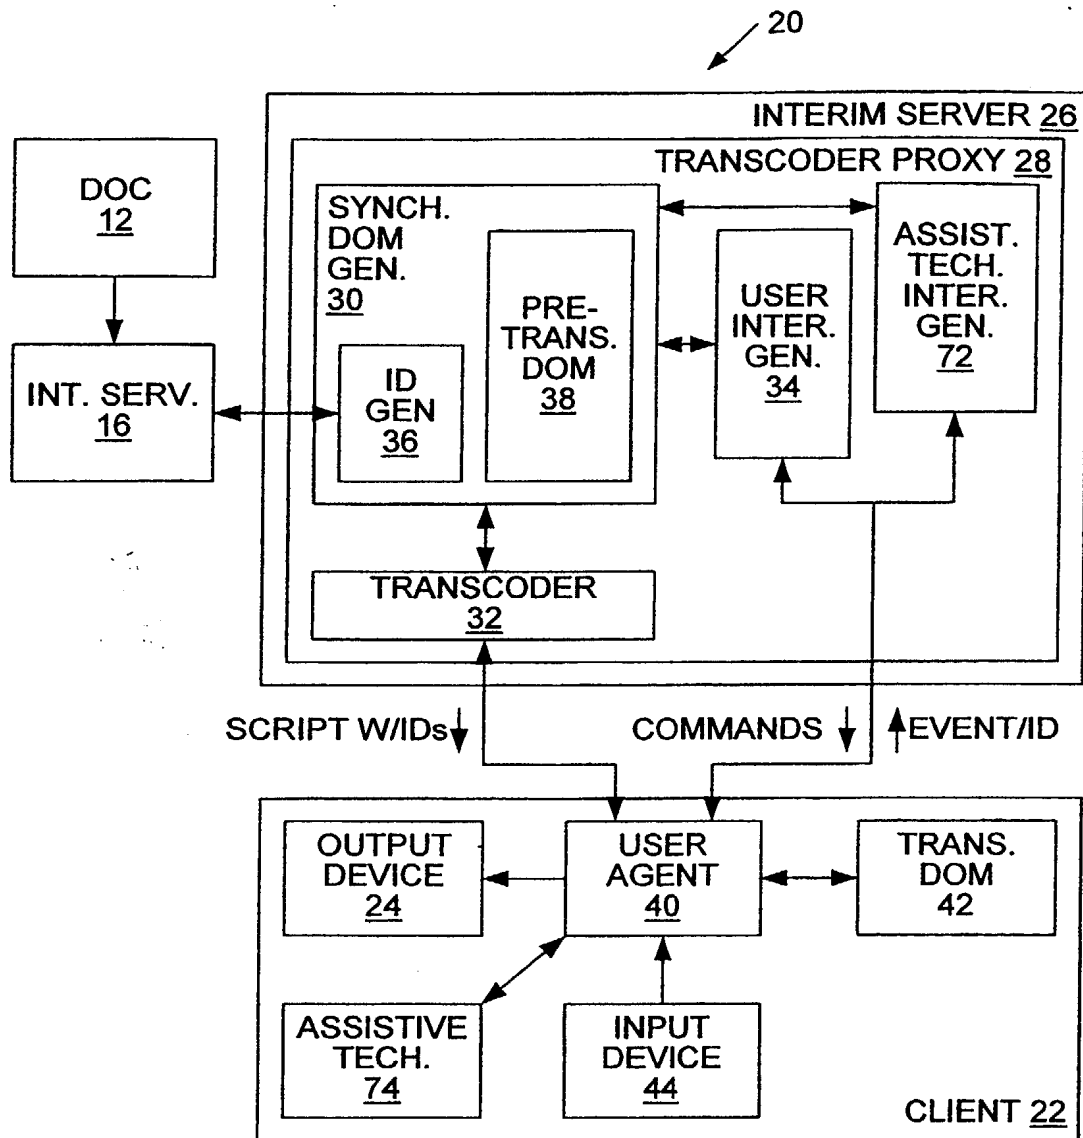 20
INTERIM SERVER 26
TRANSCODER PROXY 28
DOC
12
INT. SERV.
16
SYNCH.
DOM
GEN.
30
ID
GEN
36
PRE-
TRANS.
DOM
38
USER
INTER.
GEN.
34
ASSIST.
TECH.
INTER.
GEN.
72
TRANSCODER
32
SCRIPT W/IDs
COMMANDS
EVENT/ID
OUTPUT
DEVICE
24
USER
AGENT
40
TRANS.
DOM
42
ASSISTIVE
TECH.
74
INPUT
DEVICE
44
CLIENT 22